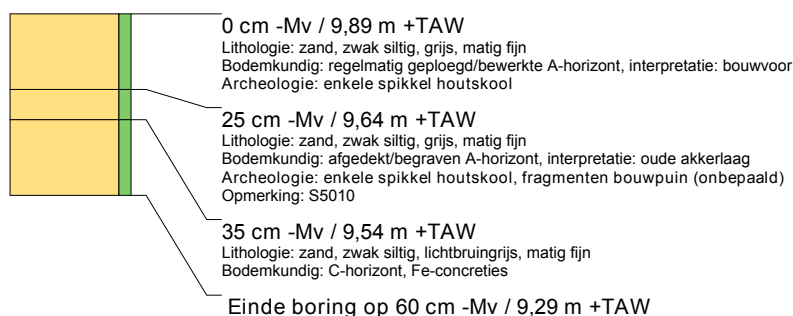 0 cm -Mv / 9,89 m +TAW
Lithologie: zand, zwak siltig, grijs, matig fijn
Bodemkundig: regelmatig geploegd/bewerkte A-horizont, interpretatie: bouwvoor
Archeologie: enkele spikkel houtskool
25 cm -Mv / 9,64 m +TAW
Lithologie: zand, zwak siltig, grijs, matig fijn
Bodemkundig: afgedekt/begraven A-horizont, interpretatie: oude akkerlaag
Archeologie: enkele spikkel houtskool, fragmenten bouwpuin (onbepaald)
Opmerking: S5010
35 cm -Mv / 9,54 m +TAW
Lithologie: zand, zwak siltig, lichtbruingrijs, matig fijn
Bodemkundig: C-horizont, Fe-concreties
Einde boring op 60 cm -Mv / 9,29 m +TAW